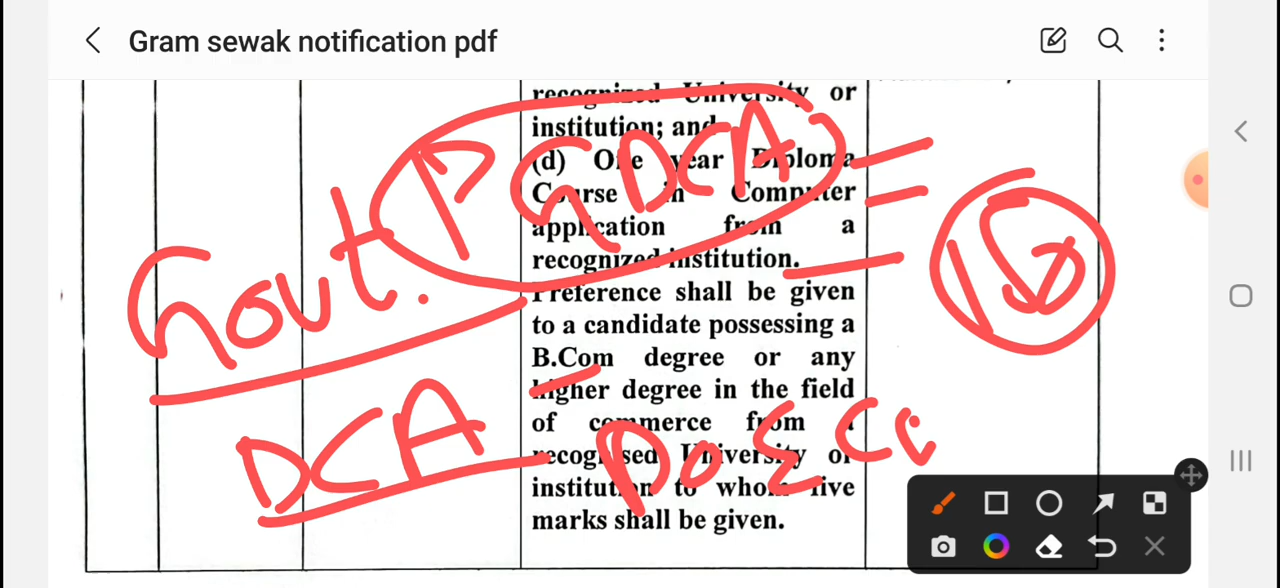 Gram sewak notification pdf
recognized University or
institution; and
(d) One year Diploma
Course in Computer
application from a
recognized institution.
Preference shall be given
to a candidate possessing a
B.Com degree or any
higher degree in the field
of commerce from a
recognised University or
institution to whom five
marks shall be given.
Govt. (PGDCA) =
DCA